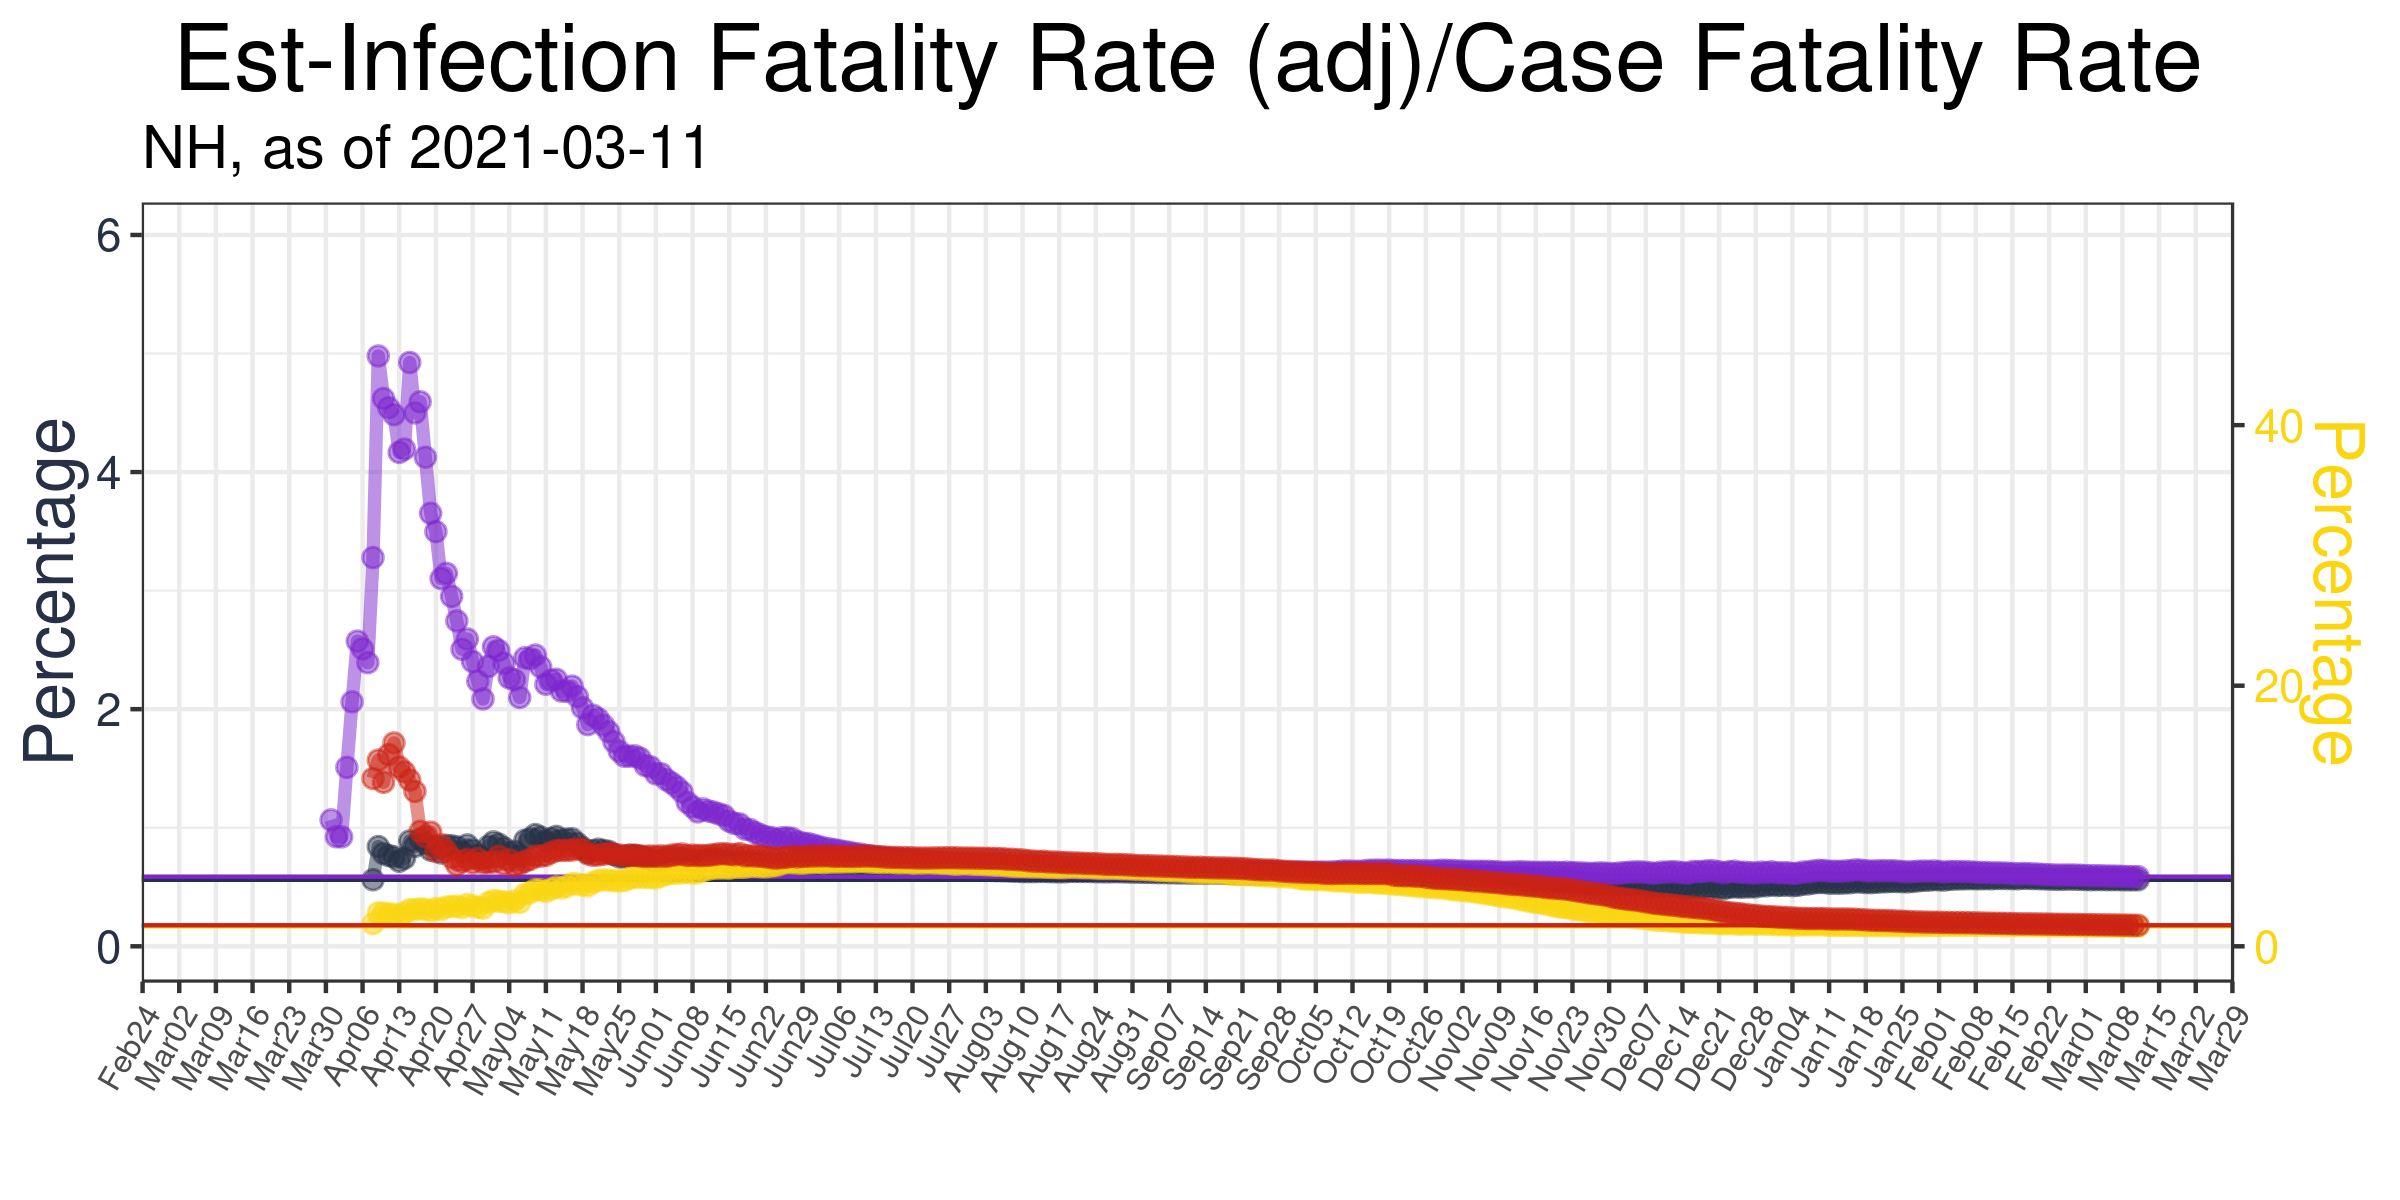 Est-Infection Fatality Rate (adj)/Case Fatality Rate
NH, as of 2021-03-11
Percentage
6
4
2
0
40
20
0
Percentage
Feb24
Mar02
Mar09
Mar16
Mar23
Mar30
Apr06
Apr13
Apr20
Apr27
May04
May11
May18
May25
Jun01
Jun08
Jun15
Jun22
Jun29
Jul06
Jul13
Jul20
Jul27
Aug03
Aug10
Aug17
Aug24
Aug31
Sep07
Sep14
Sep21
Sep28
Oct05
Oct12
Oct19
Oct26
Nov02
Nov09
Nov16
Nov23
Nov30
Dec07
Dec14
Dec21
Dec28
Jan04
Jan11
Jan18
Jan25
Feb01
Feb08
Feb15
Feb22
Mar01
Mar08
Mar15
Mar22
Mar29